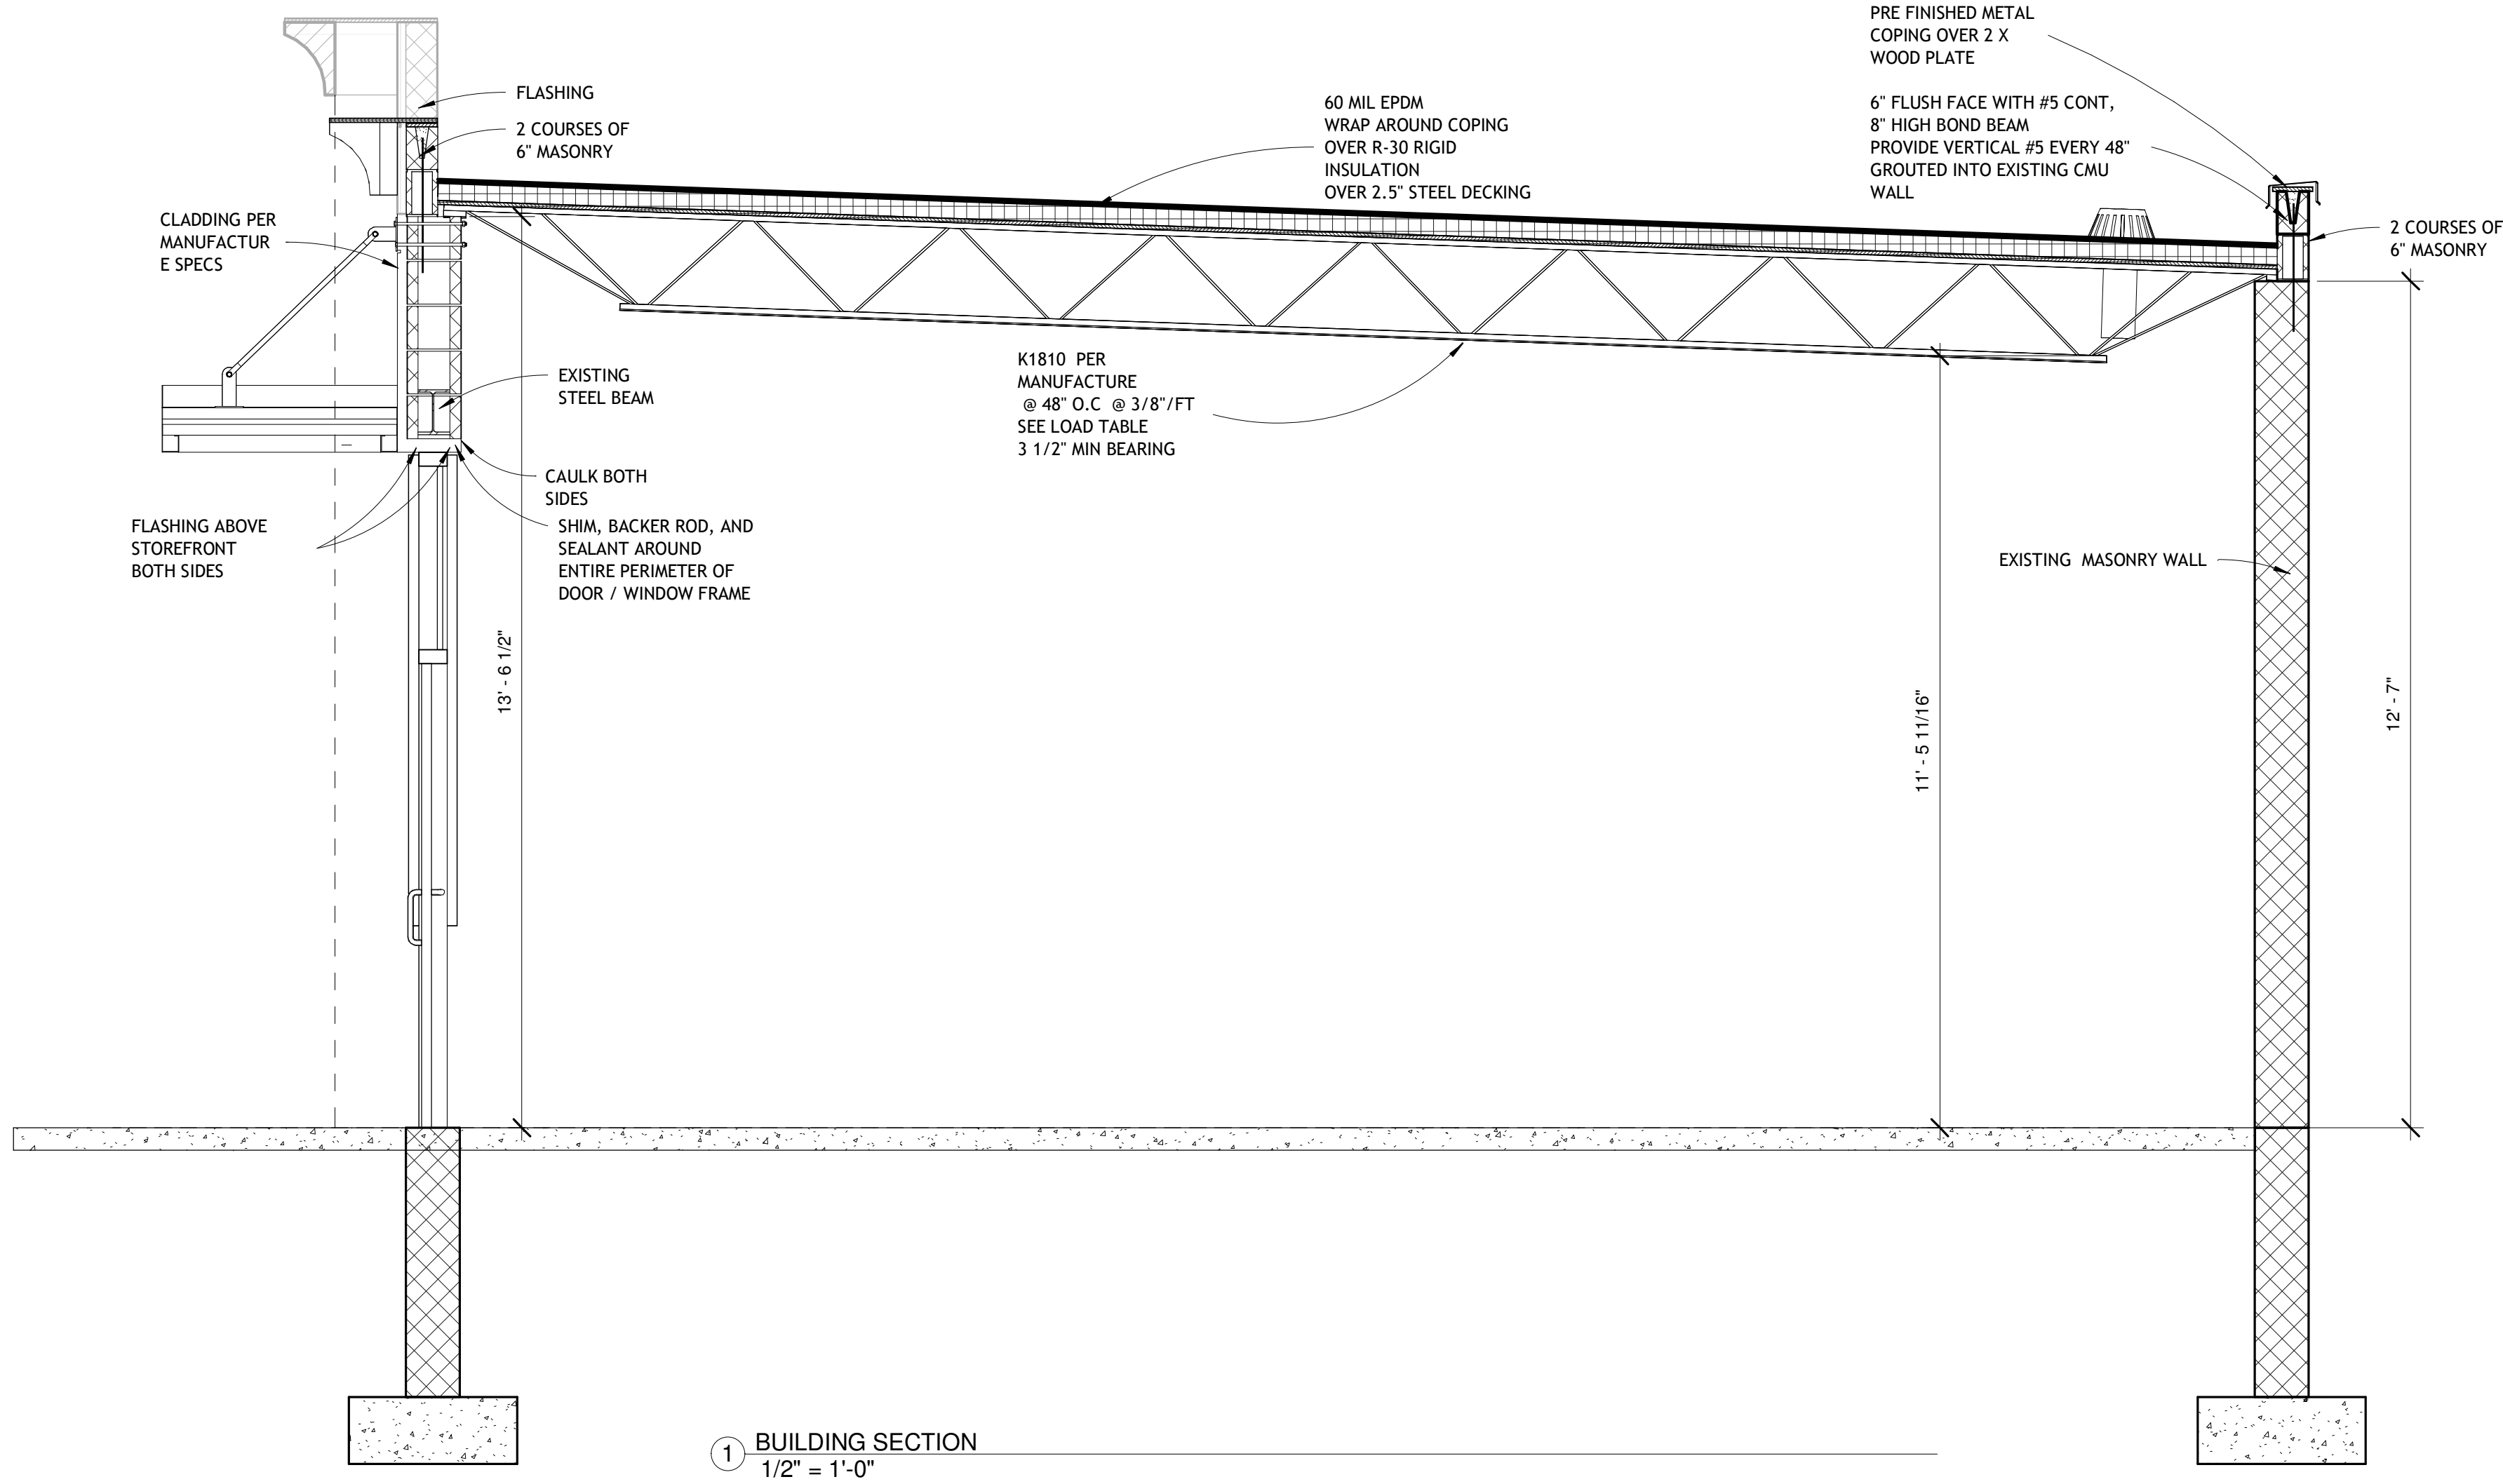 PRE FINISHED METAL
COPING OVER 2 X
WOOD PLATE
FLASHING
2 COURSES OF
6" MASONRY
60 MIL EPDM
WRAP AROUND COPING
OVER R-30 RIGID
INSULATION
OVER 2.5" STEEL DECKING
6" FLUSH FACE WITH #5 CONT,
8" HIGH BOND BEAM
PROVIDE VERTICAL #5 EVERY 48"
GROUTED INTO EXISTING CMU
WALL
CLADDING PER
MANUFACTUR
E SPECS
2 COURSES OF
6" MASONRY
EXISTING
STEEL BEAM
K1810 PER
MANUFACTURE
@ 48" O.C @ 3/8"/FT
SEE LOAD TABLE
3 1/2" MIN BEARING
CAULK BOTH
SIDES
FLASHING ABOVE
STOREFRONT
BOTH SIDES
SHIM, BACKER ROD, AND
SEALANT AROUND
ENTIRE PERIMETER OF
DOOR / WINDOW FRAME
EXISTING MASONRY WALL
13' - 6 1/2"
11' - 5 11/16"
12' - 7"
1 BUILDING SECTION
1/2" = 1'-0"